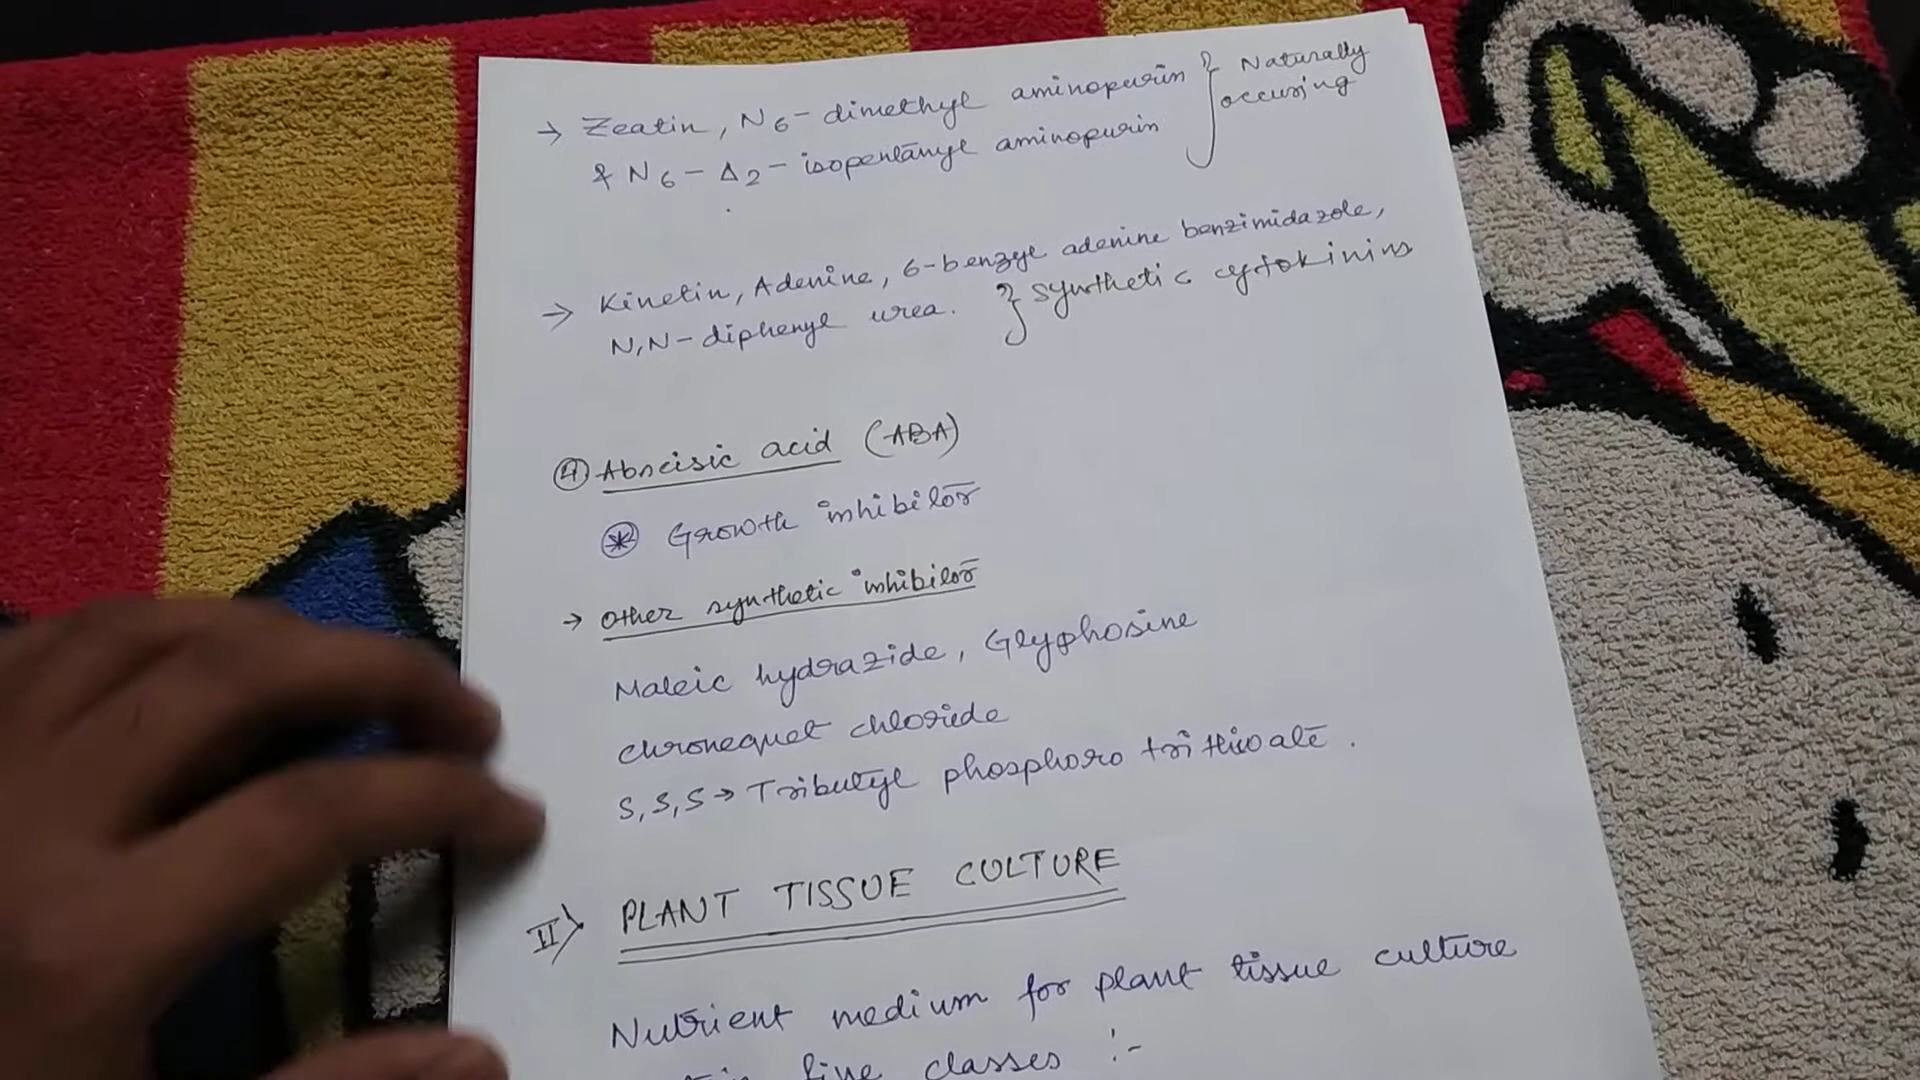 → Zeatin, N6-dimethyl aminopurin } Naturally
& N6-Δ2-isopentanyl aminopurin occuring
→ Kinetin, Adenine, 6-benzyl adenine benzimidazole,
N,N-diphenyl urea. } synthetic cytokinins
④ Abscisic acid (ABA)
⊛ Growth inhibitor
→ Other synthetic inhibitor
Maleic hydrazide, Glyphosine
chronequet chloride
S,S,S → Tributyl phosphoro trithioate.
II) PLANT TISSUE CULTURE
Nutrient medium for plant tissue culture
five classes :-